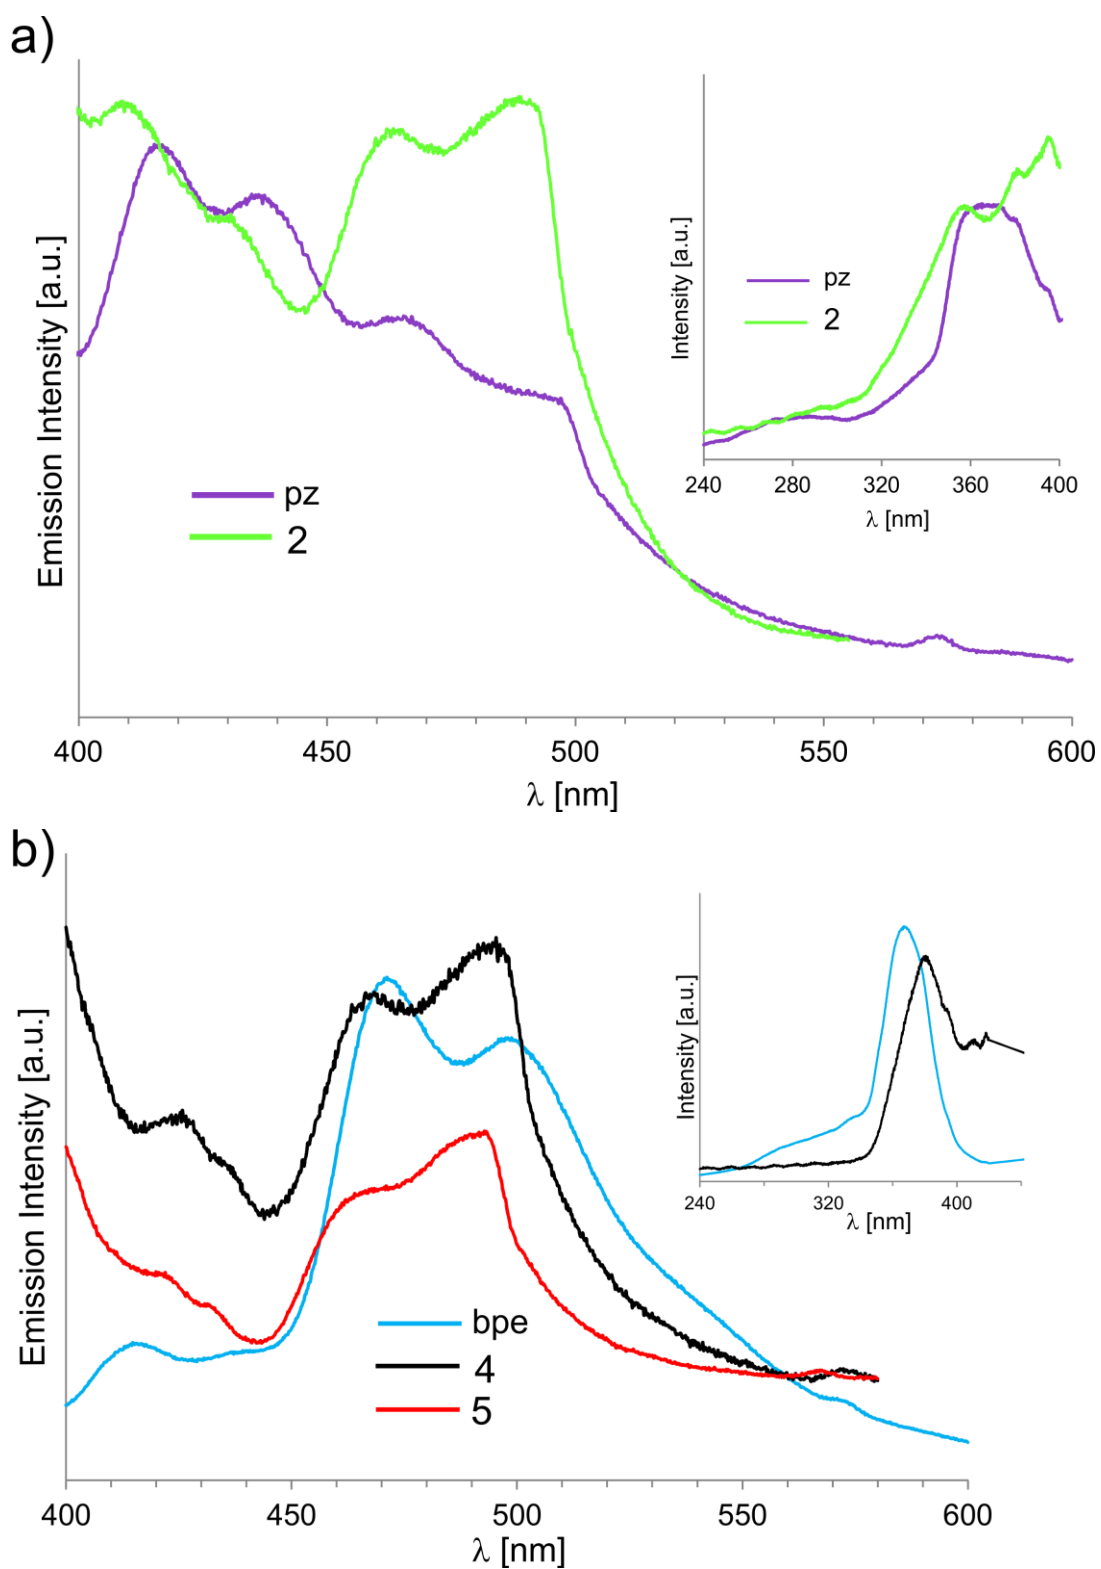 a)
Emission Intensity [a.u.]
pz
2
400 450 500 550 600
λ [nm]
Intensity [a.u.]
pz
2
240 280 320 360 400
λ [nm]
b)
Emission Intensity [a.u.]
bpe
4
5
400 450 500 550 600
λ [nm]
Intensity [a.u.]
240 320 400
λ [nm]